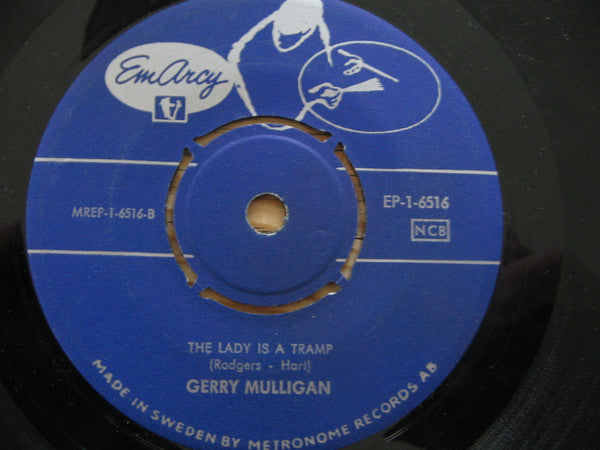 EmArcy
MREP-1-6516-B
EP-1-6516
NCB
THE LADY IS A TRAMP
(Rodgers - Hart)
GERRY MULLIGAN
MADE IN SWEDEN BY METRONOME RECORDS AB